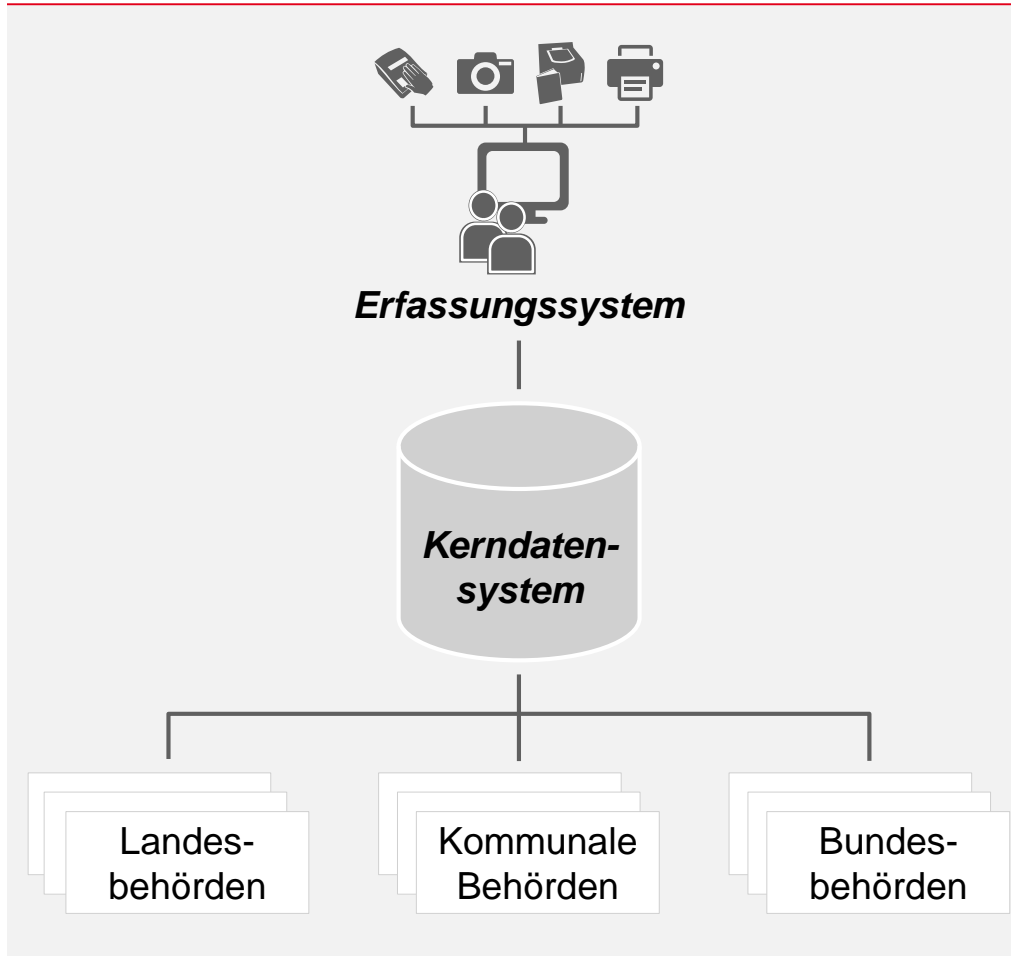 Erfassungssystem
Kerndaten-
system
Landes-
behörden
Kommunale
Behörden
Bundes-
behörden